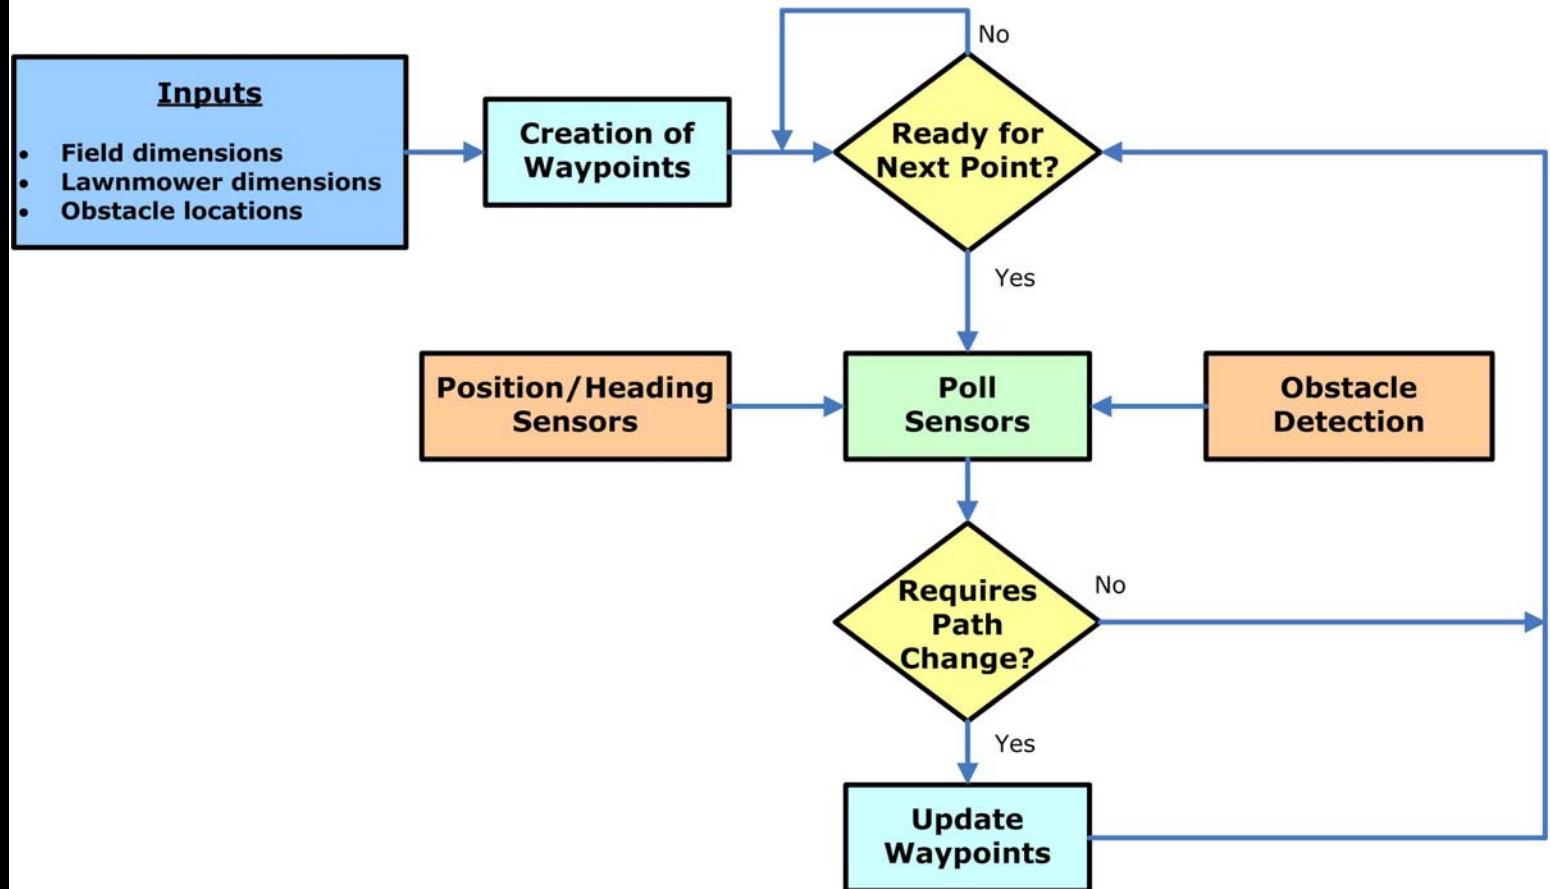 Inputs
• Field dimensions
• Lawnmower dimensions
• Obstacle locations
Creation of
Waypoints
No
Ready for
Next Point?
Yes
Position/Heading
Sensors
Poll
Sensors
Obstacle
Detection
Requires
Path
Change?
No
Yes
Update
Waypoints